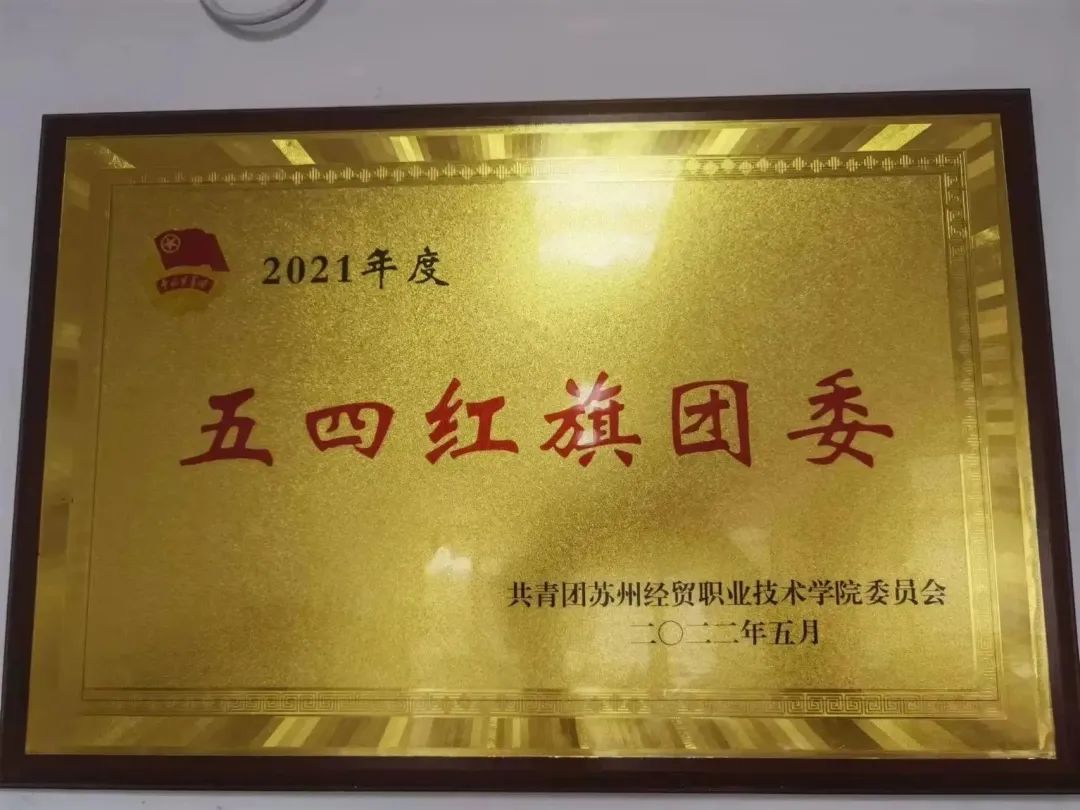 2021年度
五四红旗团委
共青团苏州经贸职业技术学院委员会
二〇二二年五月